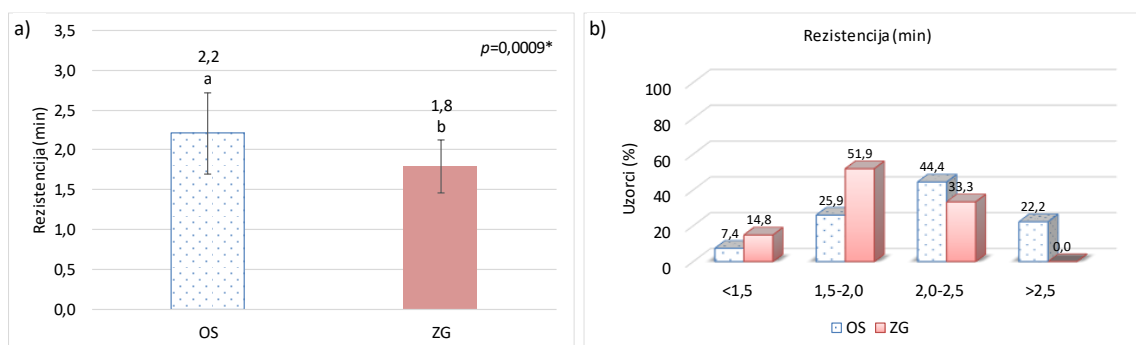 a)
3,5
3,0
2,5
2,0
1,5
1,0
0,5
0,0
Rezistencija (min)
p=0,0009*
2,2
a
1,8
b
OS
ZG
b)
Rezistencija (min)
100
80
60
40
20
0
Uzorci (%)
7,4
14,8
25,9
51,9
44,4
33,3
22,2
0,0
<1,5
1,5-2,0
2,0-2,5
>2,5
OS
ZG